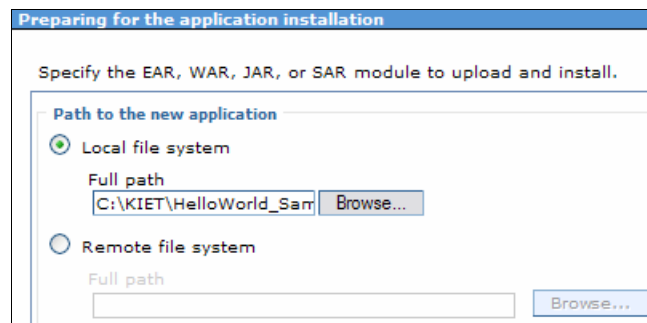 Preparing for the application installation
Specify the EAR, WAR, JAR, or SAR module to upload and install.
Path to the new application
Local file system
Full path
C:\KIET\HelloWorld_Sam Browse...
Remote file system
Full path
Browse...